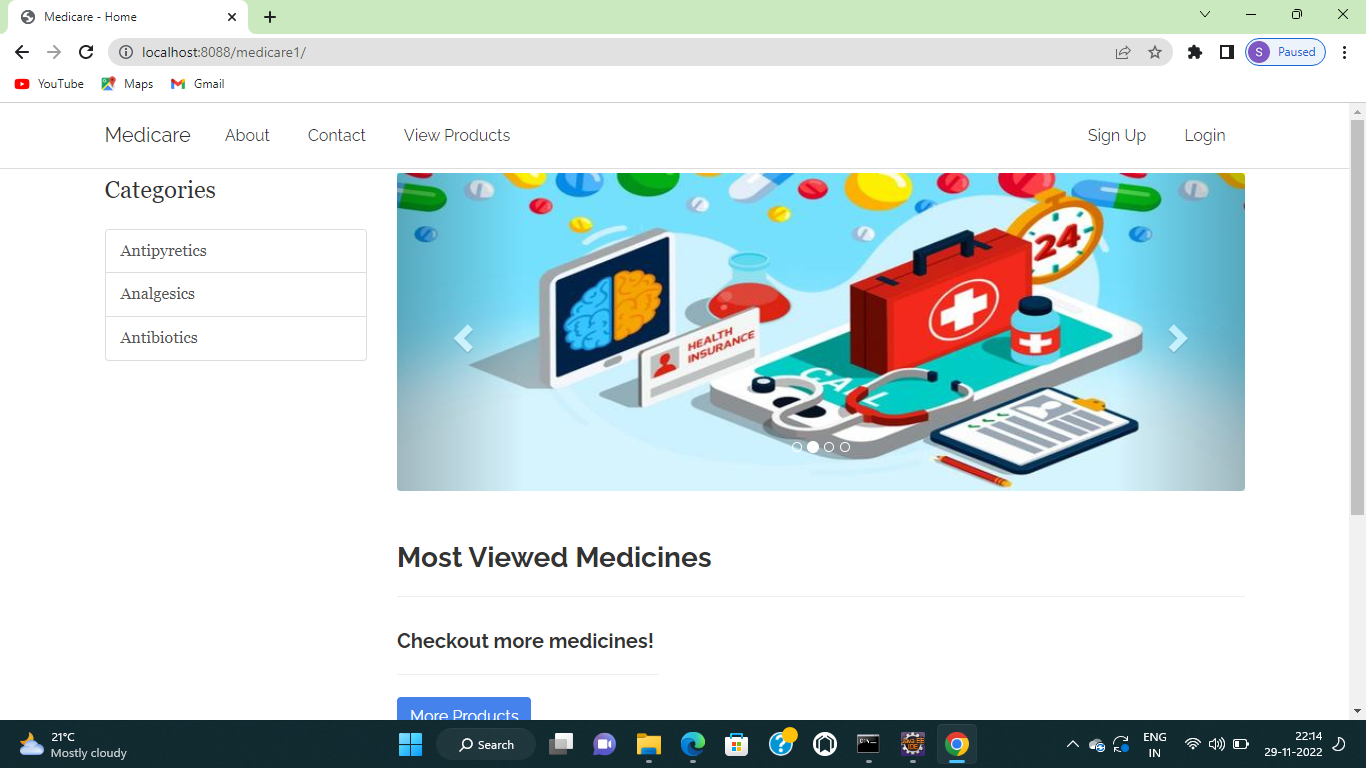 Medicare - Home
localhost:8088/medicare1/
S Paused
YouTube Maps Gmail
Medicare About Contact View Products Sign Up Login
Categories
Antipyretics
Analgesics
Antibiotics
24
HEALTH
INSURANCE
CALL
Most Viewed Medicines
Checkout more medicines!
More Products
21°C
Mostly cloudy
Search
ENG
IN
22:14
29-11-2022